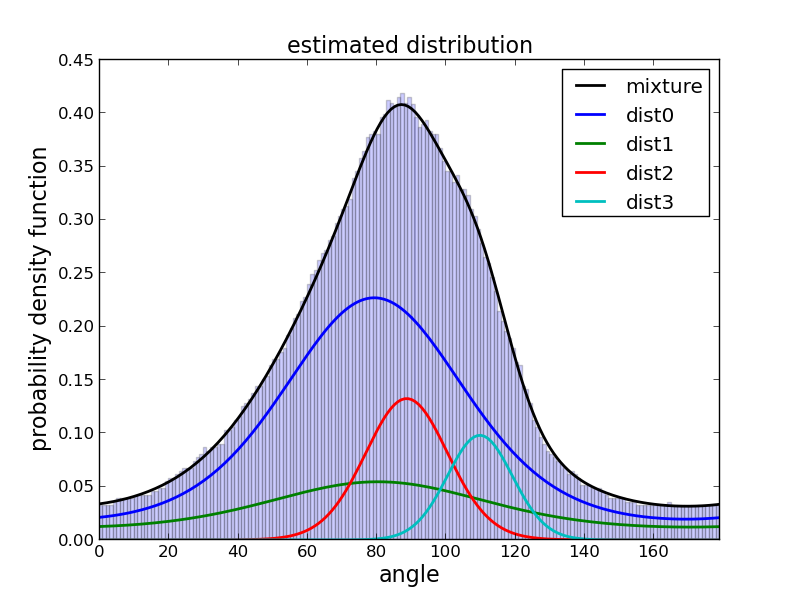 estimated distribution
probability density function
0.45
0.40
0.35
0.30
0.25
0.20
0.15
0.10
0.05
0.00
mixture
dist0
dist1
dist2
dist3
0 20 40 60 80 100 120 140 160
angle